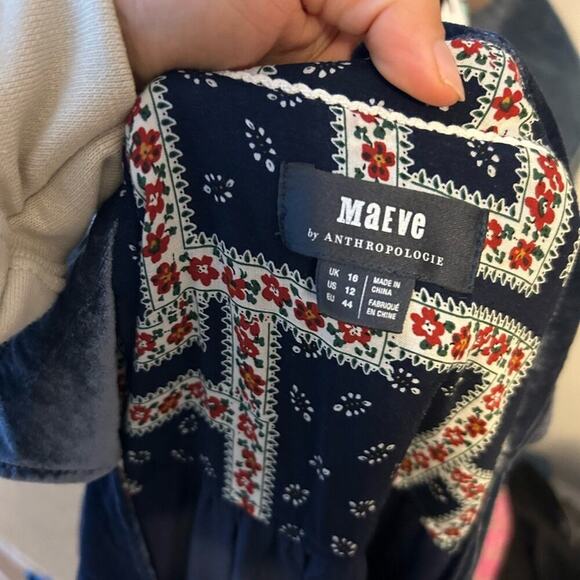 MaEVe
by ANTHROPOLOGIE
UK 16
US 12
EU 44
MADE IN
CHINA
FABRIQUÉ
EN CHINE